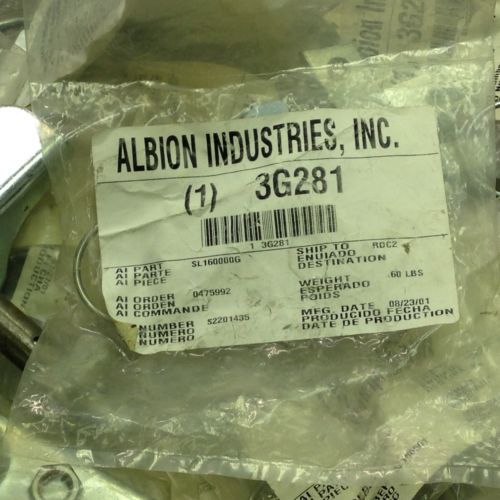 ALBION INDUSTRIES, INC.
(1) 3G281
1 3G281
AI PART
AI PARTE
AI PIECE
SL160000G
SHIP TO
ENUIADO
DESTINATION
RDC2
AI ORDER
AI ORDEN
AI COMMANDE
0475992
WEIGHT
ESPERADO
POIDS
.60 LBS
NUMBER
NUMERO
NUMERO
S2201435
MFG. DATE 08/23/01
PRODUCIDO FECHA
DATE DE PRODUCTION